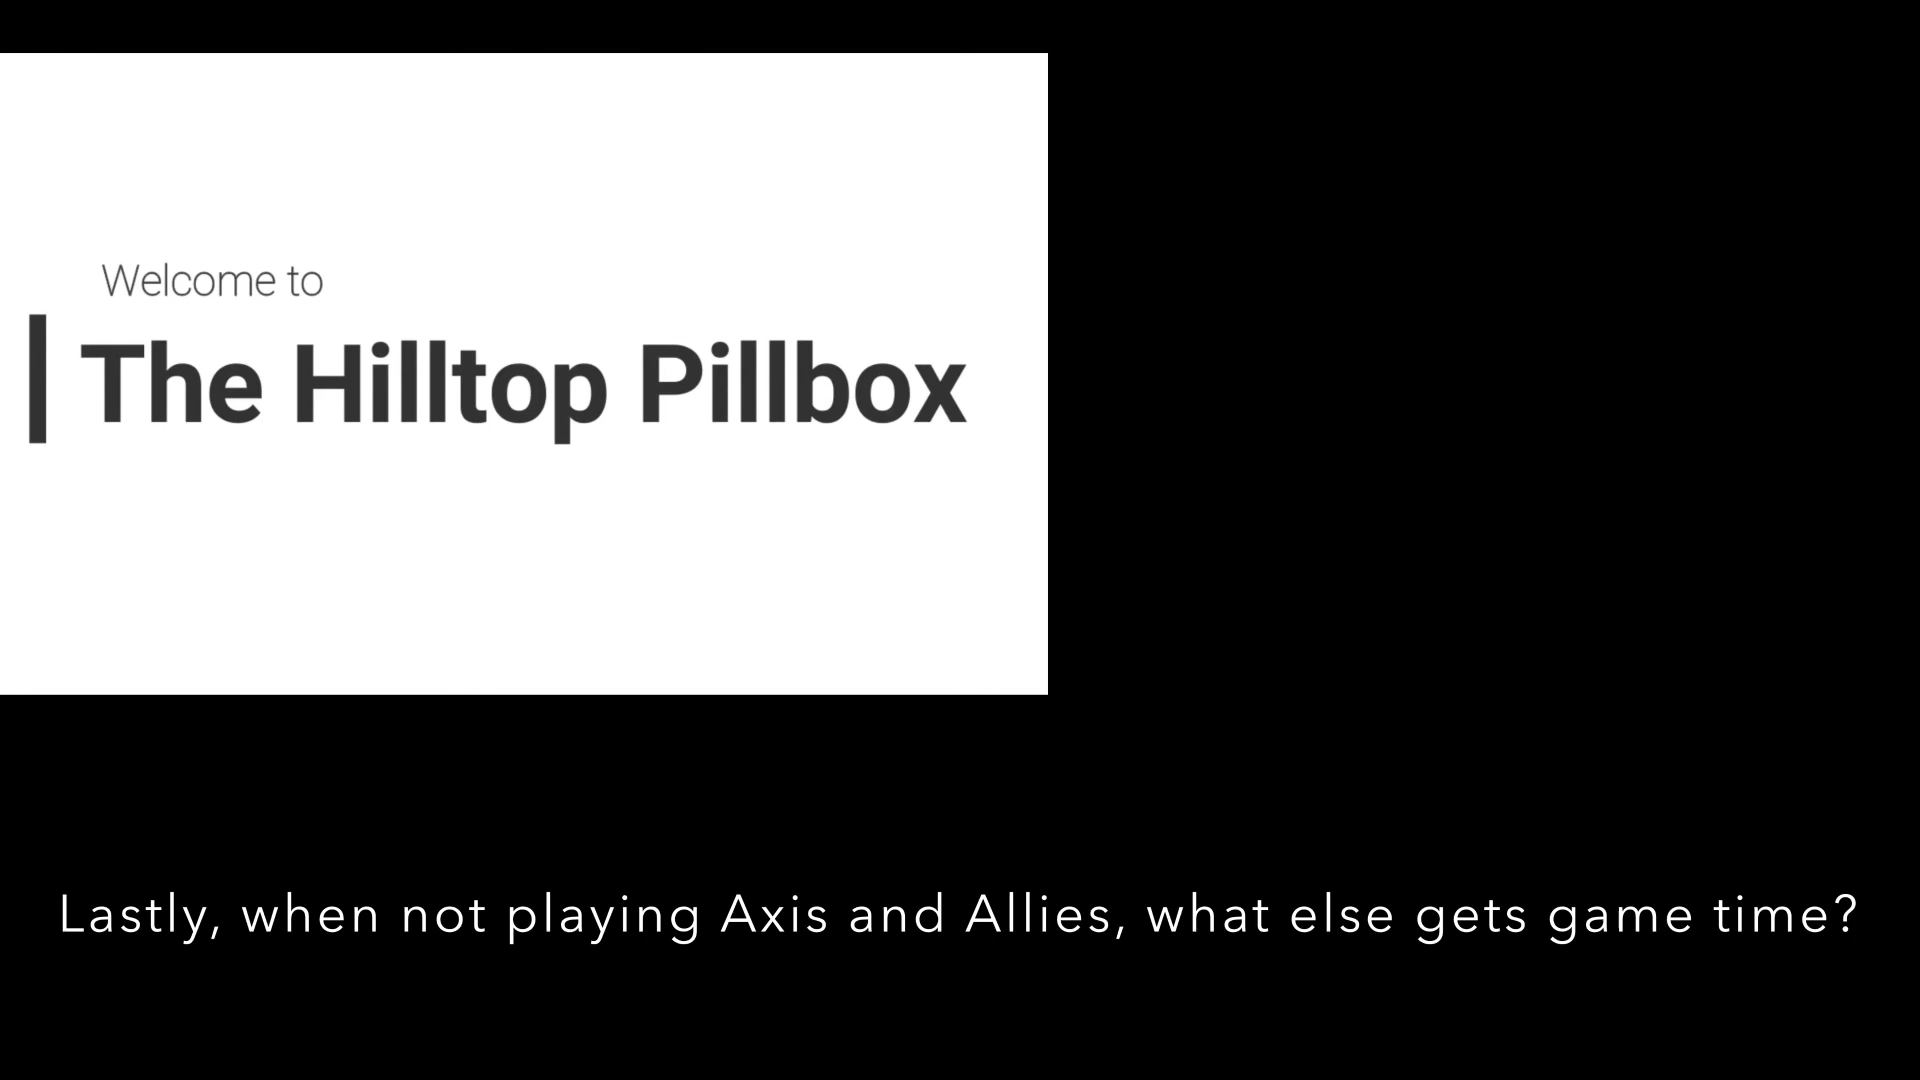 Welcome to
The Hilltop Pillbox
Lastly, when not playing Axis and Allies, what else gets game time?